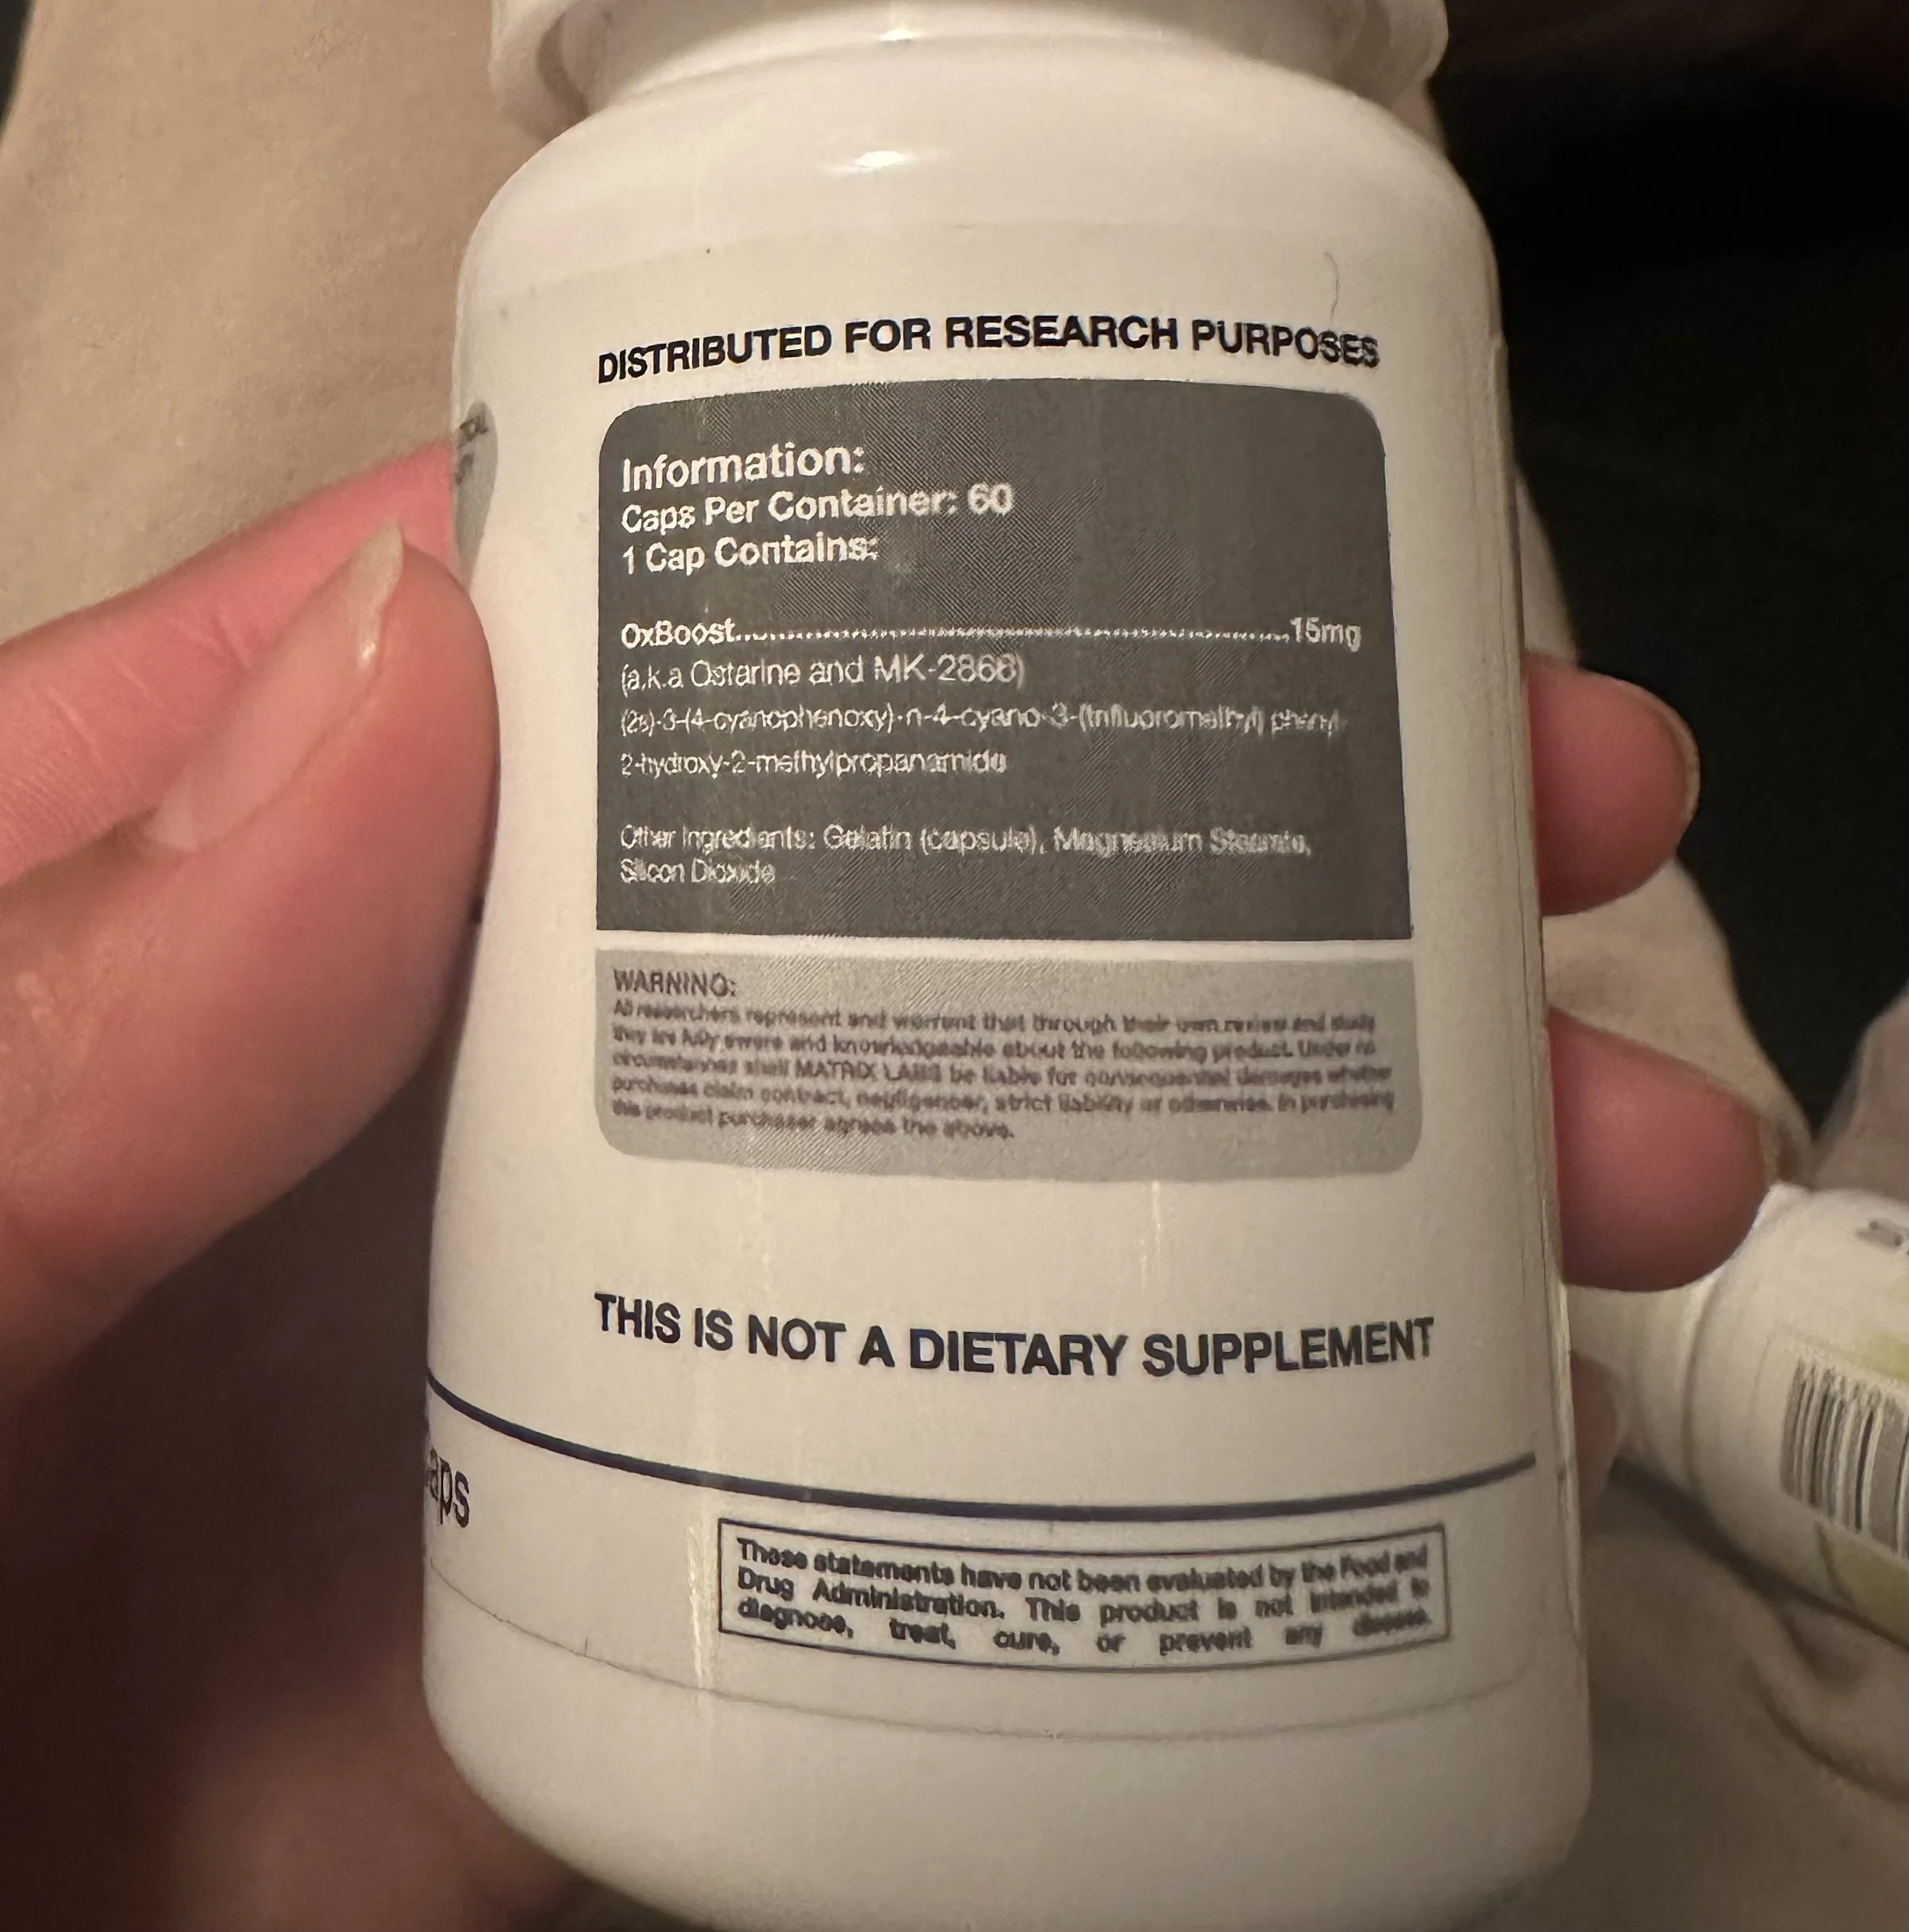 DISTRIBUTED FOR RESEARCH PURPOSES
Information:
Caps Per Container: 60
1 Cap Contains:
OxBoost..........................................................15mg
(a.k.a Ostarine and MK-2866)
(2s)-3-(4-cyanophenoxy)-n-4-cyano-3-(trifluoromethyl) phenyl-
2-hydroxy-2-methylpropanamide
Other Ingredients: Gelatin (capsule), Magnesium Stearate,
Silicon Dioxide
WARNING:
All researchers represent and warrant that through their own review and study
they are fully aware and knowledgeable about the following product. Under no
circumstances shall MATRIX LABS be liable for consequential damages whether
purchases claim contract, negligencer, strict liability or otherwise. In purchasing
this product purchaser agrees the above.
THIS IS NOT A DIETARY SUPPLEMENT
aps
These statements have not been evaluated by the Food and
Drug Administration. This product is not intended to
diagnose, treat, cure, or prevent any disease.